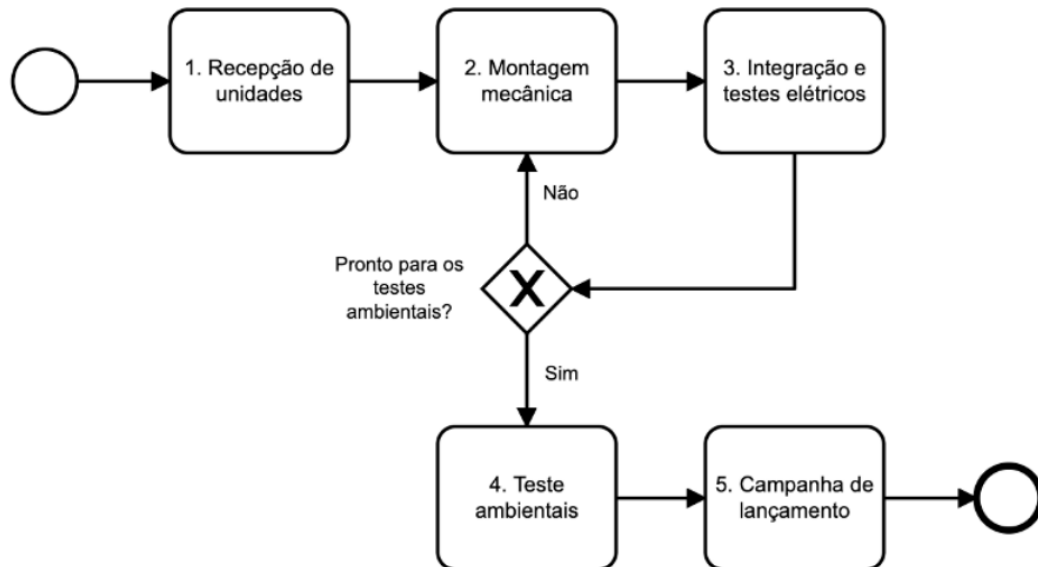 1. Recepção de
unidades
2. Montagem
mecânica
3. Integração e
testes elétricos
Não
Pronto para os
testes
ambientais?
X
Sim
4. Teste
ambientais
5. Campanha de
lançamento